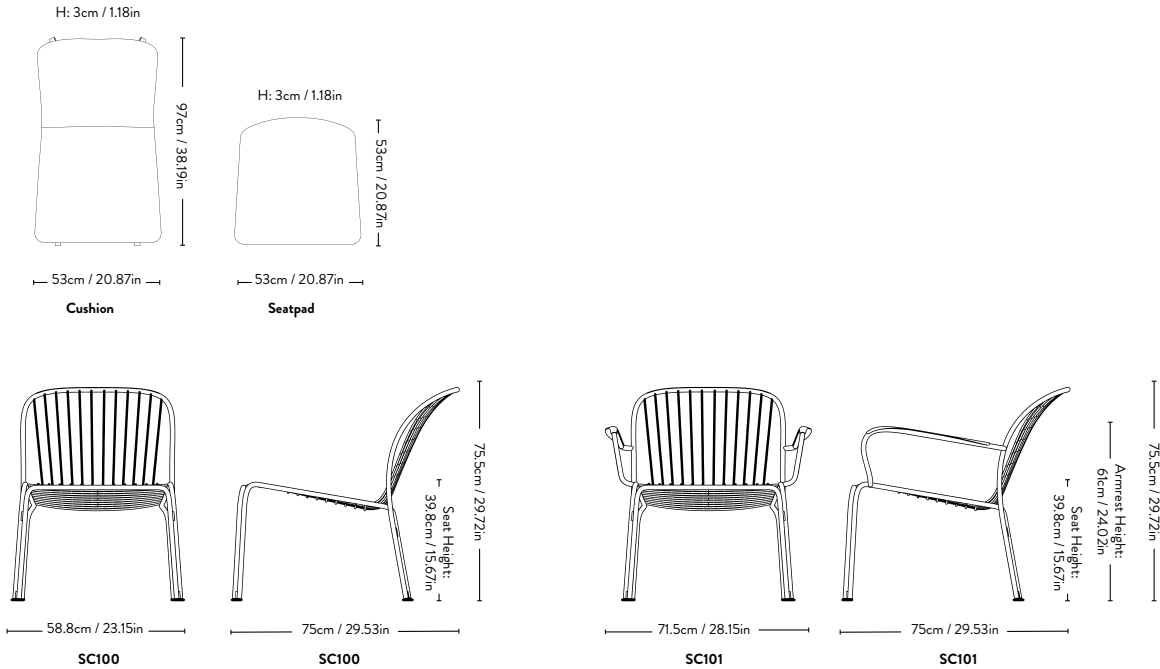 H: 3cm / 1.18in
97cm / 38.19in
53cm / 20.87in
Cushion
H: 3cm / 1.18in
53cm / 20.87in
53cm / 20.87in
Seatpad
58.8cm / 23.15in
SC100
Seat Height:
39.8cm / 15.67in
75.5cm / 29.72in
75cm / 29.53in
SC100
71.5cm / 28.15in
SC101
Seat Height:
39.8cm / 15.67in
Armrest Height:
61cm / 24.02in
75.5cm / 29.72in
75cm / 29.53in
SC101